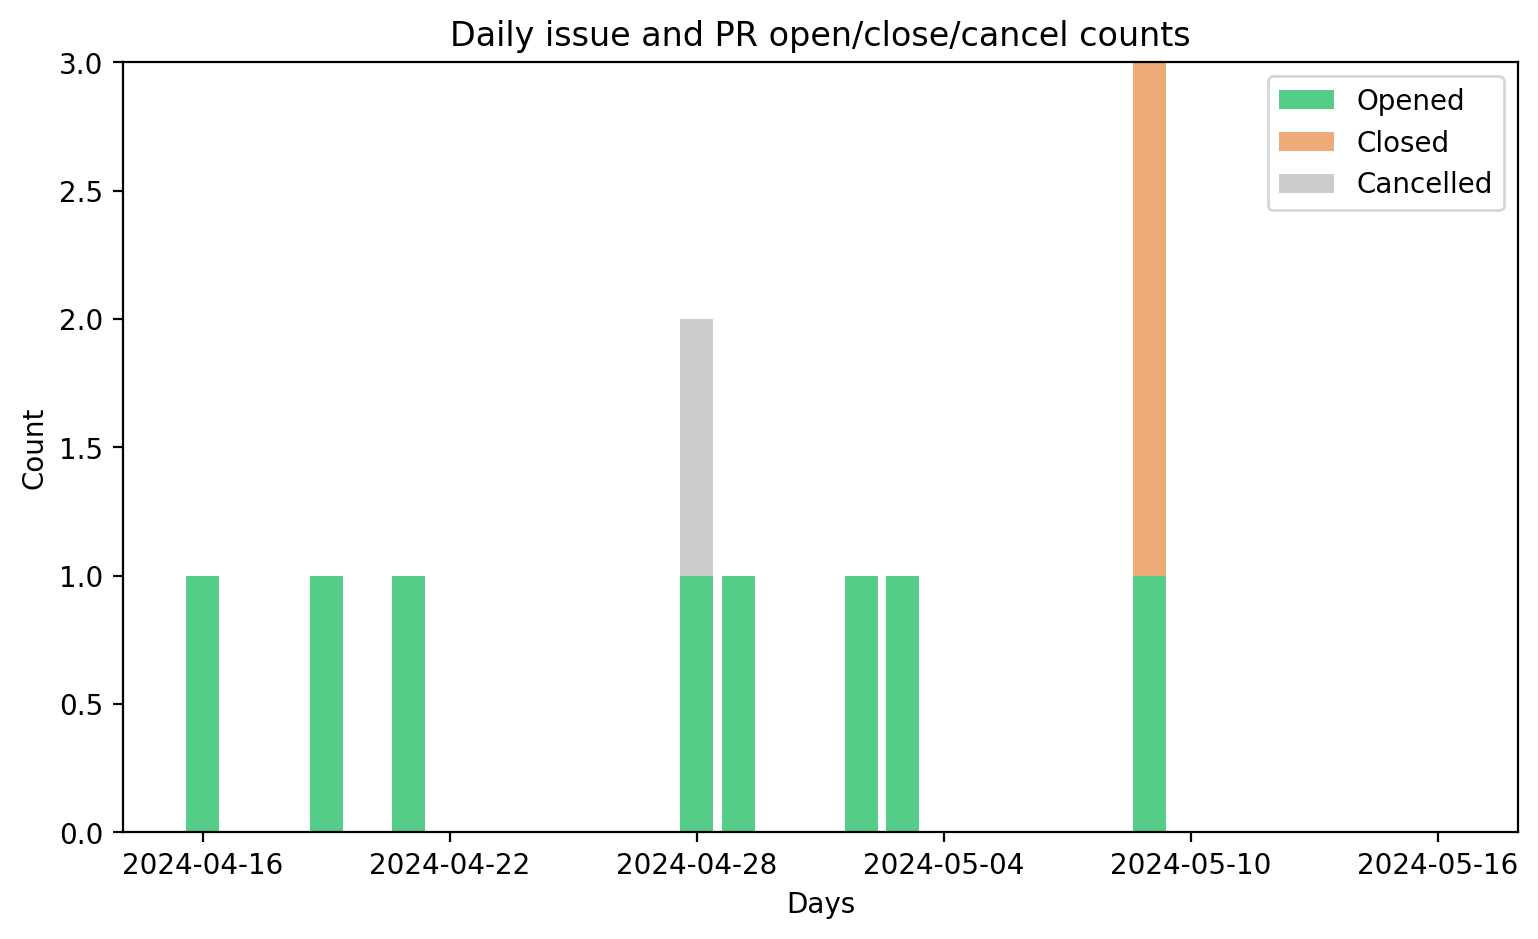 Daily issue and PR open/close/cancel counts
3.0
2.5
2.0
1.5
1.0
0.5
0.0
Count
Opened
Closed
Cancelled
2024-04-16
2024-04-22
2024-04-28
2024-05-04
2024-05-10
2024-05-16
Days